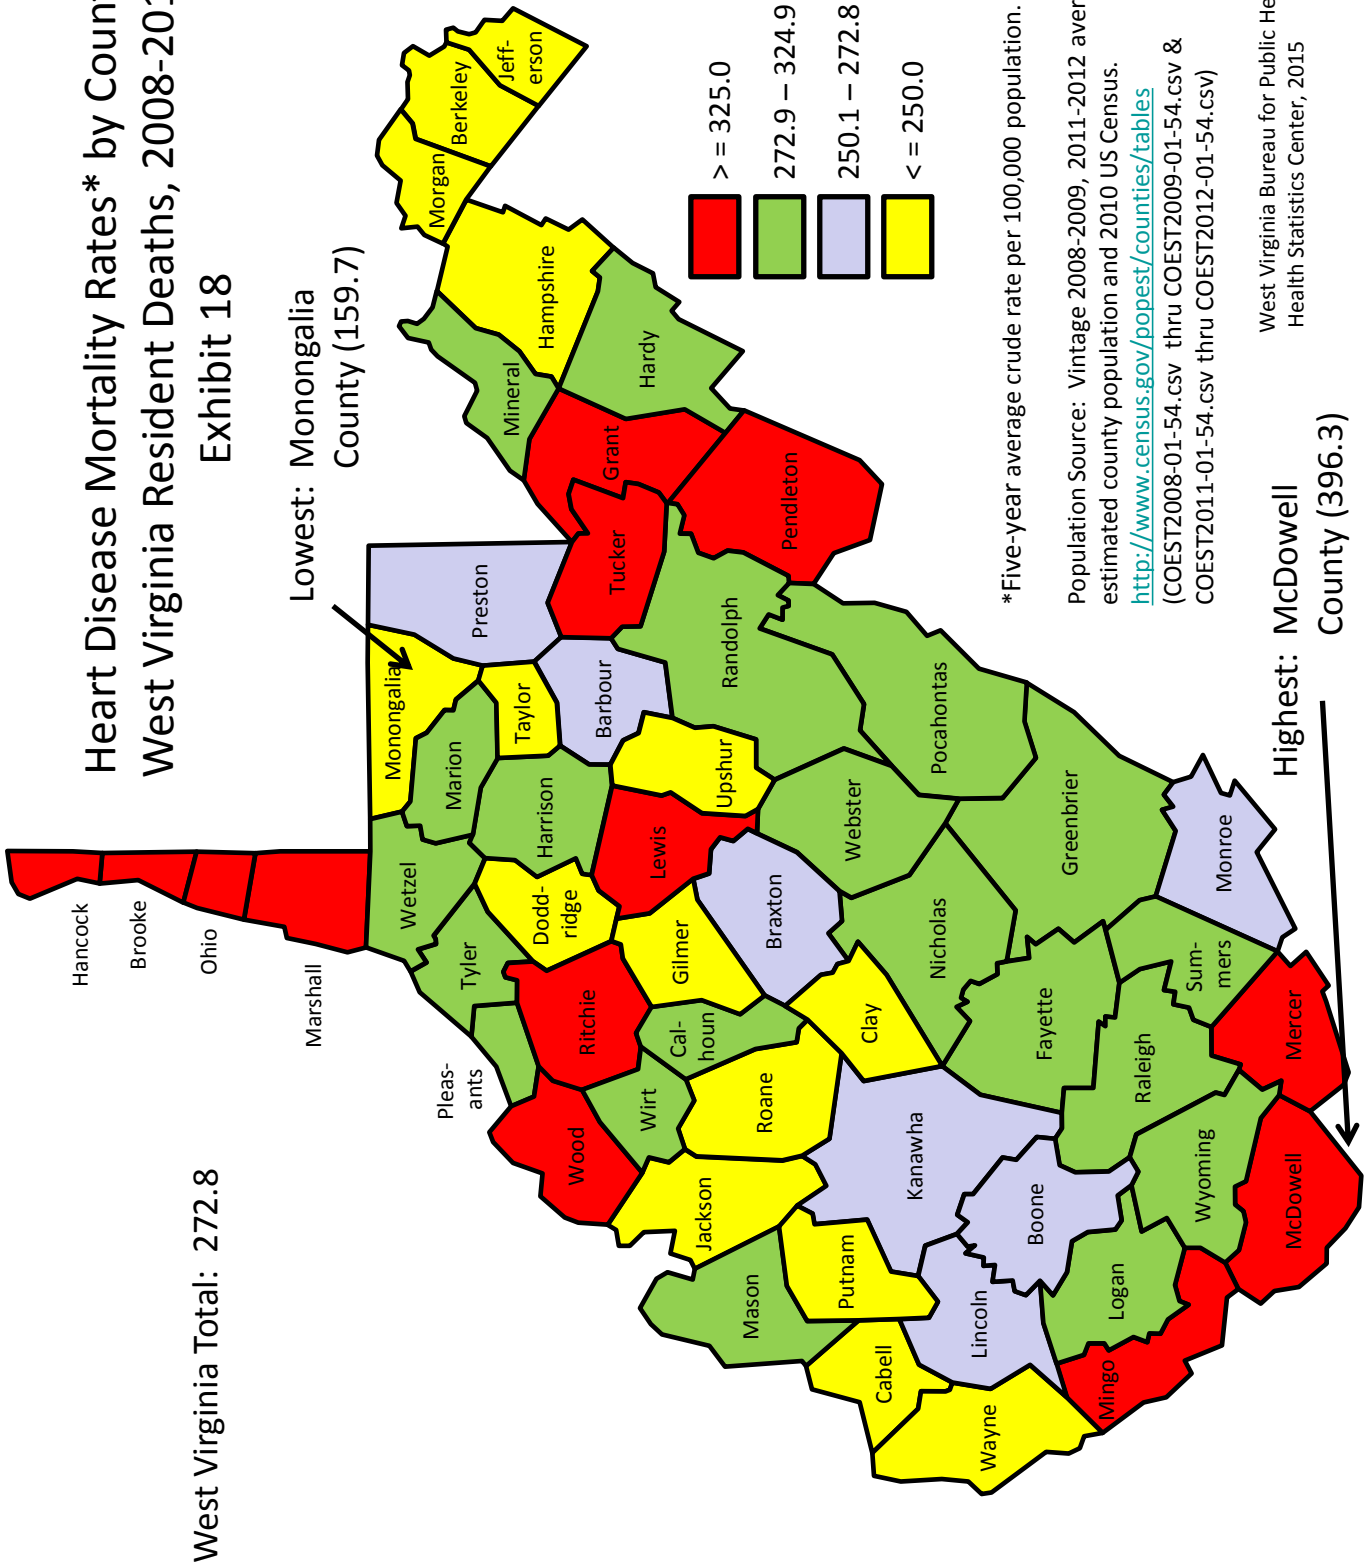 Heart Disease Mortality Rates* by Coun
West Virginia Resident Deaths, 2008-201
Exhibit 18
West Virginia Total:  272.8
Lowest:  Monongalia
County (159.7)
Hancock
Brooke
Ohio
Marshall
Wetzel
Monongalia
Marion
Preston
Taylor
Tyler
Pleas-
ants
Dodd-
ridge
Harrison
Barbour
Tucker
Grant
Mineral
Hampshire
Morgan
Berkeley
Jeff-
erson
Hardy
Wood
Ritchie
Wirt
Cal-
houn
Gilmer
Lewis
Upshur
Randolph
Pendleton
Jackson
Roane
Braxton
Webster
Mason
Putnam
Kanawha
Clay
Nicholas
Pocahontas
Cabell
Lincoln
Boone
Fayette
Greenbrier
Wayne
Mingo
Logan
Wyoming
Raleigh
Sum-
mers
Monroe
McDowell
Mercer
> = 325.0
272.9 – 324.9
250.1 – 272.8
< = 250.0
*Five-year average crude rate per 100,000 population.
Population Source:  Vintage 2008-2009, 2011-2012 aver
estimated county population and 2010 US Census.
http://www.census.gov/popest/counties/tables
(COEST2008-01-54.csv  thru COEST2009-01-54.csv &
COEST2011-01-54.csv thru COEST2012-01-54.csv)
Highest:  McDowell
County (396.3)
West Virginia Bureau for Public He
Health Statistics Center, 2015